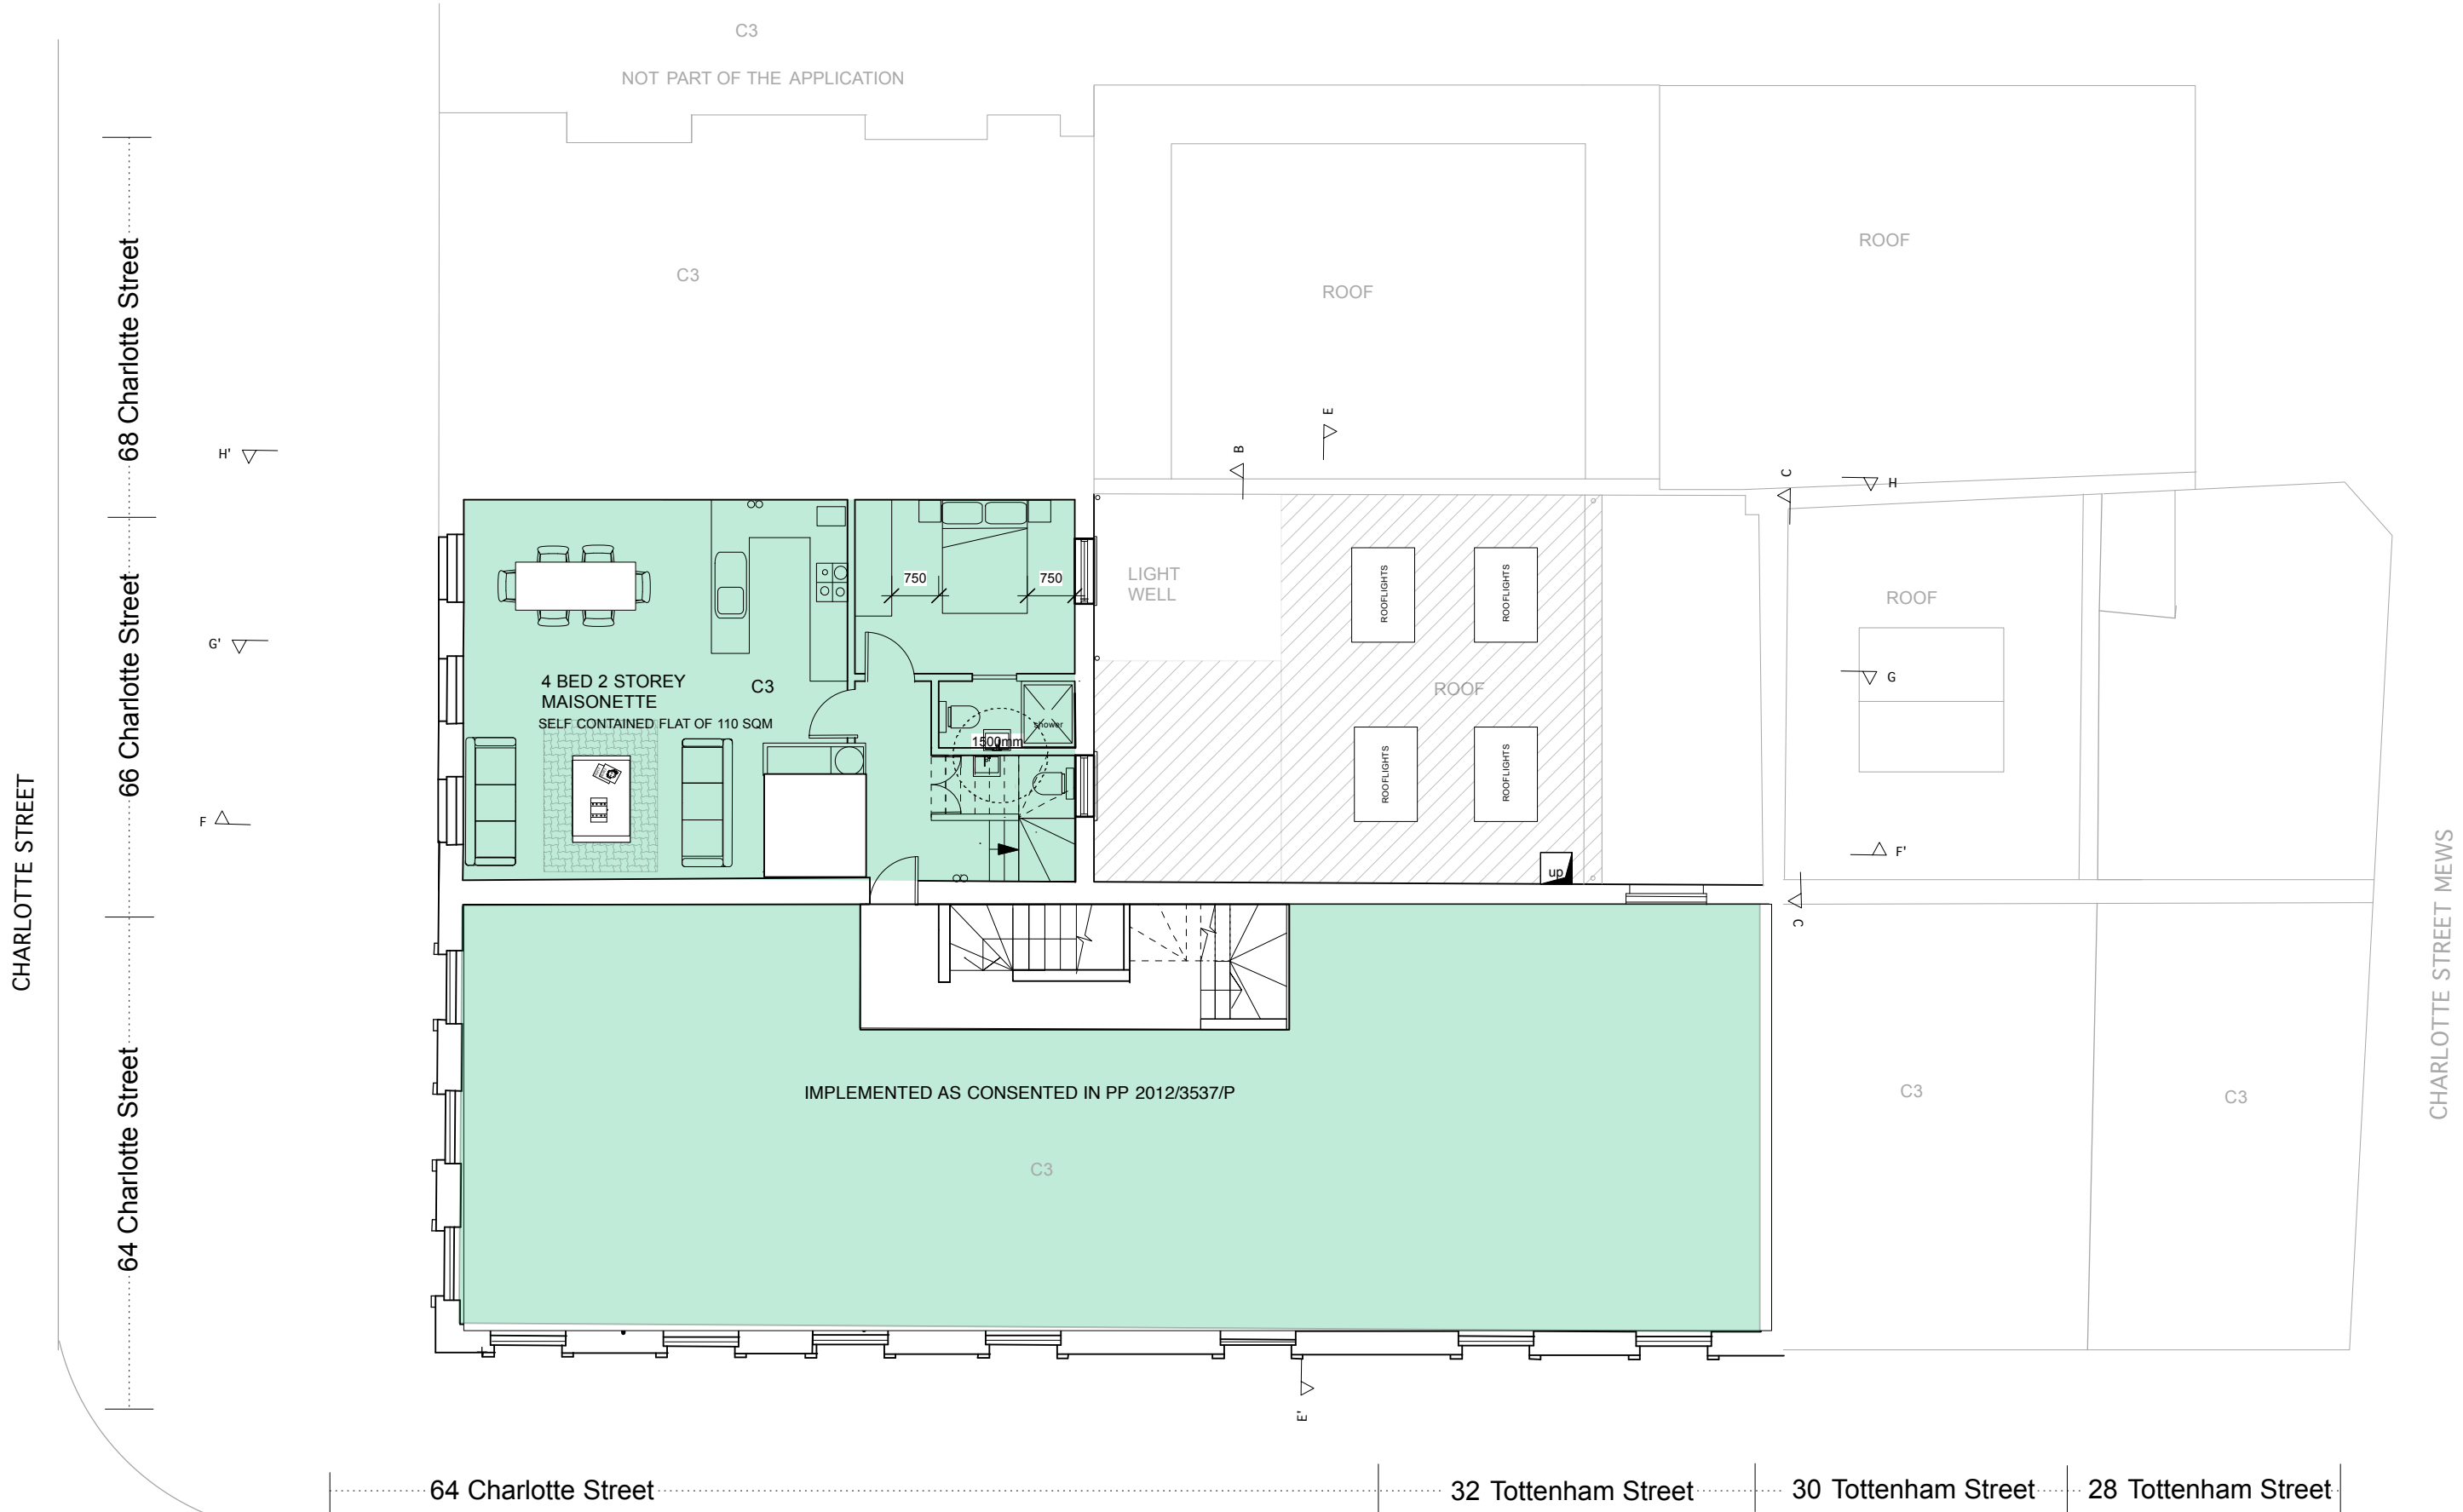 C3
NOT PART OF THE APPLICATION
68 Charlotte Street
C3
ROOF
ROOF
H'
B
E
C
H
66 Charlotte Street
G'
F
CHARLOTTE STREET
750
750
LIGHT
WELL
ROOFLIGHTS
ROOFLIGHTS
ROOF
4 BED 2 STOREY
MAISONETTE
C3
SELF CONTAINED FLAT OF 110 SQM
shower
1500mm
ROOF
G
ROOFLIGHTS
ROOFLIGHTS
up
F'
C
CHARLOTTE STREET MEWS
64 Charlotte Street
IMPLEMENTED AS CONSENTED IN PP 2012/3537/P
C3
C3
C3
E'
64 Charlotte Street
32 Tottenham Street
30 Tottenham Street
28 Tottenham Street